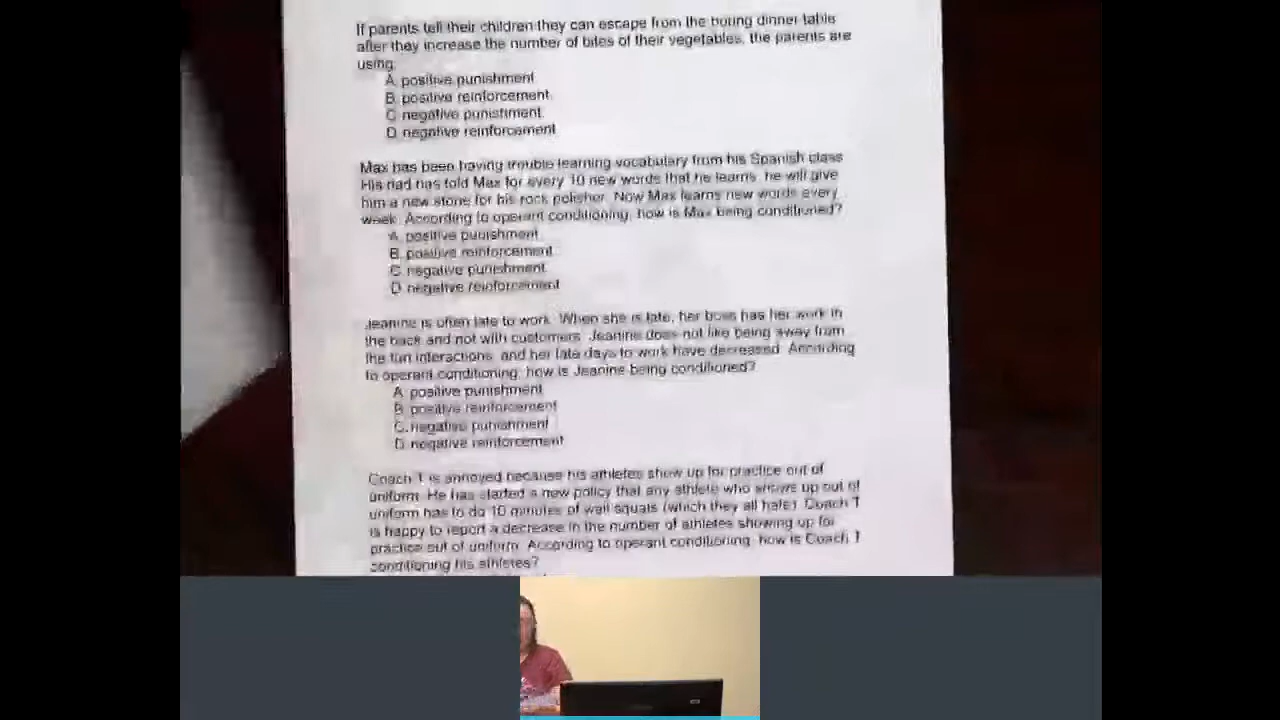 If parents tell their children they can escape from the boring dinner table
after they increase the number of bites of their vegetables, the parents are
using:
A. positive punishment
B. positive reinforcement
C. negative punishment
D. negative reinforcement
Max has been having trouble learning vocabulary from his Spanish class.
His dad has told Max for every 10 new words that he learns, he will give
him a new stone for his rock polisher. Now Max learns new words every
week. According to operant conditioning, how is Max being conditioned?
A. positive punishment
B. positive reinforcement
C. negative punishment
D. negative reinforcement
Jeanine is often late to work. When she is late, her boss has her work in
the back and not with customers. Jeanine does not like being away from
the fun interactions, and her late days to work have decreased. According
to operant conditioning, how is Jeanine being conditioned?
A. positive punishment
B. positive reinforcement
C. negative punishment
D. negative reinforcement
Coach T is annoyed because his athletes show up for practice out of
uniform. He has started a new policy that any athlete who shows up out of
uniform has to do 10 minutes of wall squats (which they all hate). Coach T
is happy to report a decrease in the number of athletes showing up for
practice out of uniform. According to operant conditioning, how is Coach T
conditioning his athletes?